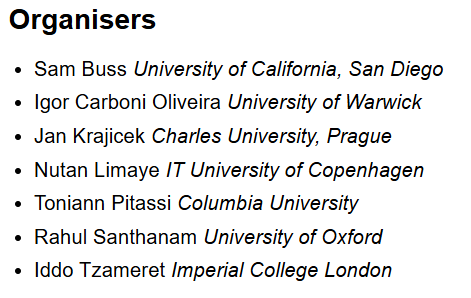 Organisers
• Sam Buss University of California, San Diego
• Igor Carboni Oliveira University of Warwick
• Jan Krajicek Charles University, Prague
• Nutan Limaye IT University of Copenhagen
• Toniann Pitassi Columbia University
• Rahul Santhanam University of Oxford
• Iddo Tzameret Imperial College London